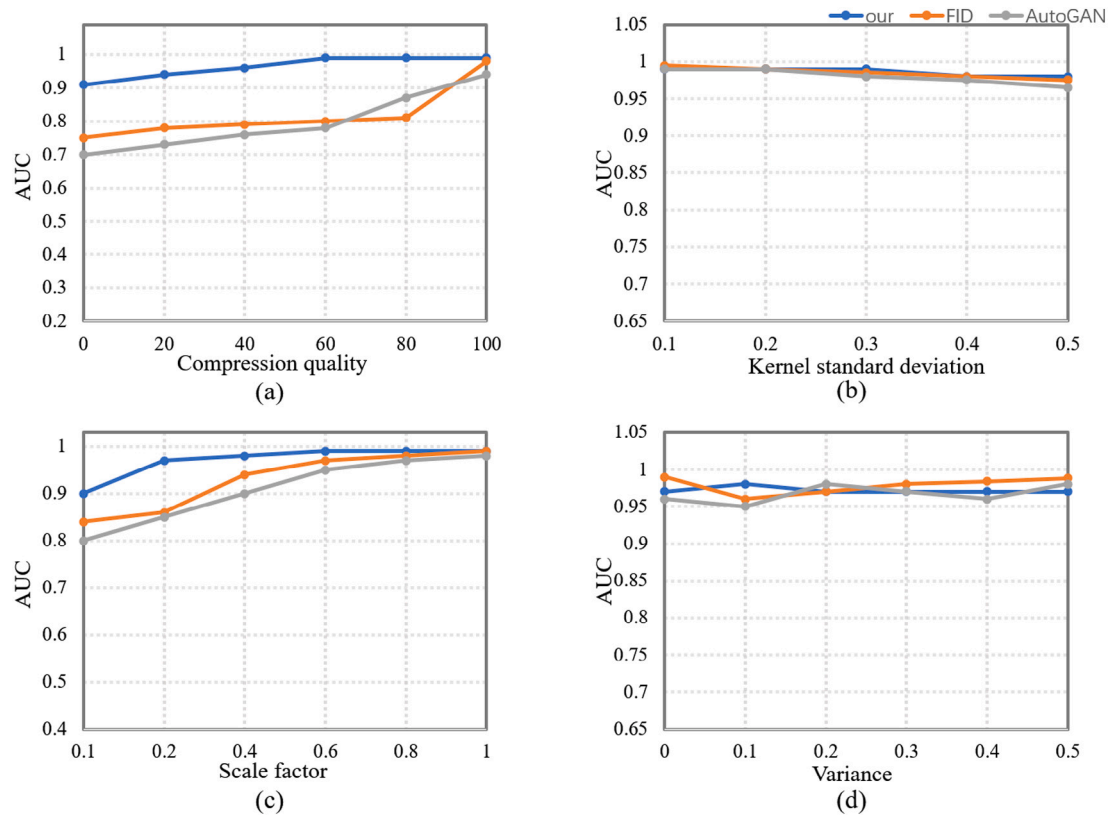 our FID AutoGAN
1
0.9
0.8
0.7
0.6
0.5
0.4
0.3
0.2
AUC
0 20 40 60 80 100
Compression quality
(a)
1.05
1
0.95
0.9
0.85
0.8
0.75
0.7
0.65
AUC
0.1 0.2 0.3 0.4 0.5
Kernel standard deviation
(b)
1
0.9
0.8
0.7
0.6
0.5
0.4
AUC
0.1 0.2 0.4 0.6 0.8 1
Scale factor
(c)
1.05
1
0.95
0.9
0.85
0.8
0.75
0.7
0.65
AUC
0 0.1 0.2 0.3 0.4 0.5
Variance
(d)